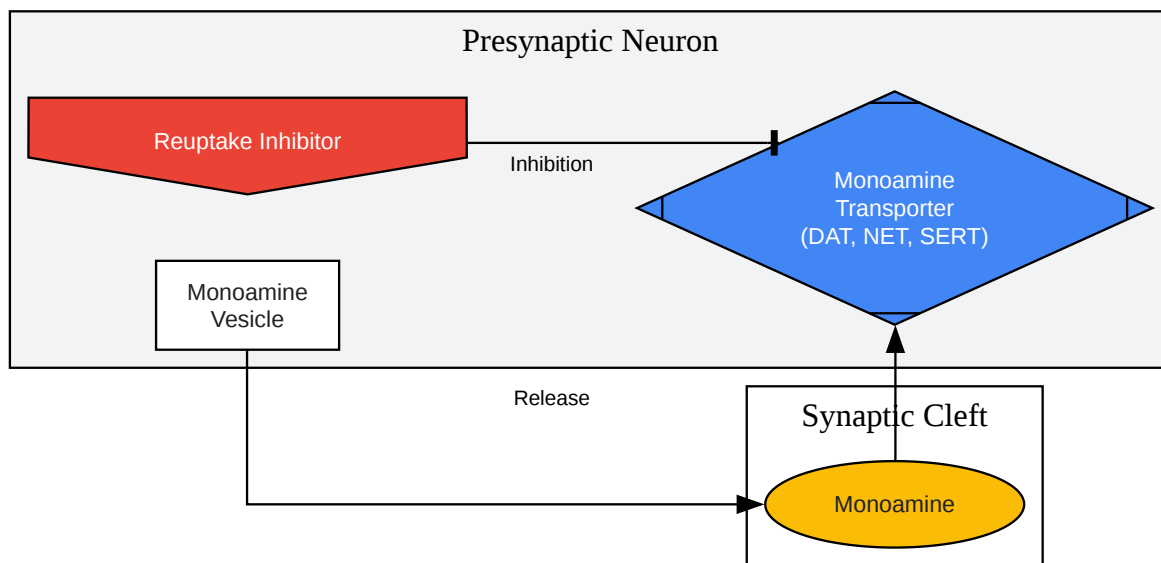 Presynaptic Neuron
Reuptake Inhibitor
Inhibition
Monoamine
Transporter
(DAT, NET, SERT)
Monoamine
Vesicle
Release
Synaptic Cleft
Monoamine